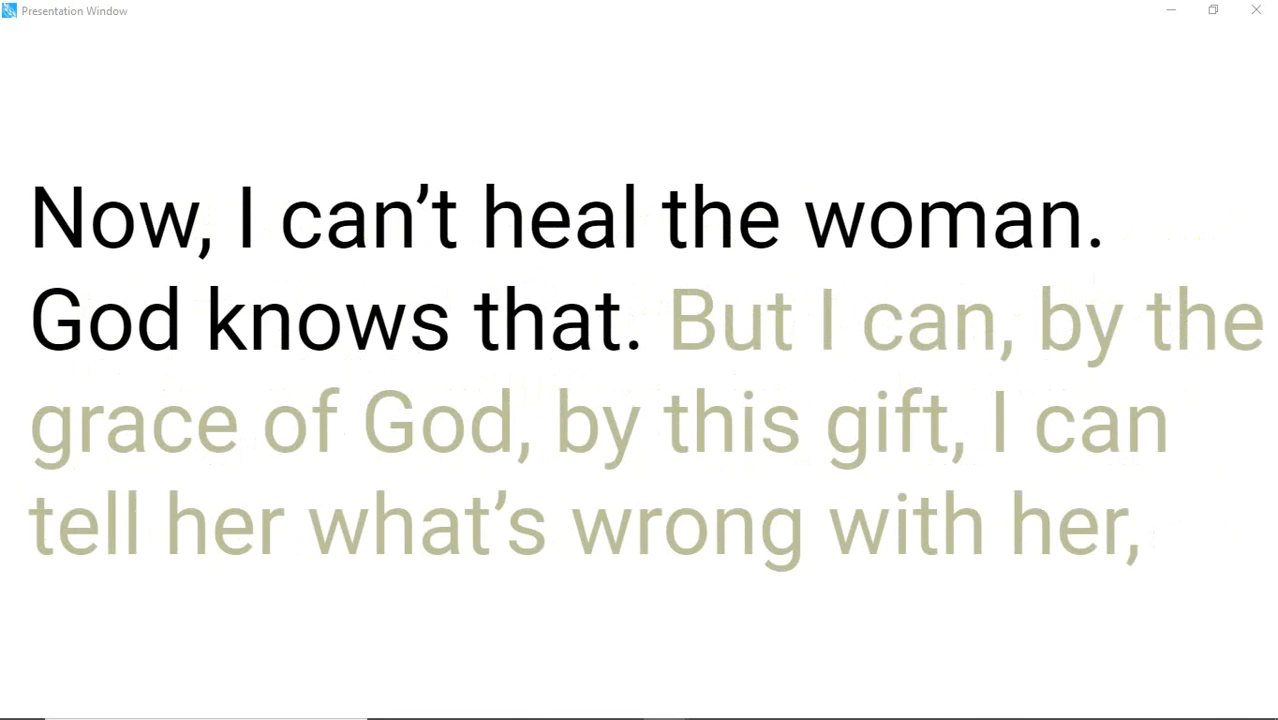 Presentation Window
Now, I can’t heal the woman.
God knows that. But I can, by the
grace of God, by this gift, I can
tell her what’s wrong with her,